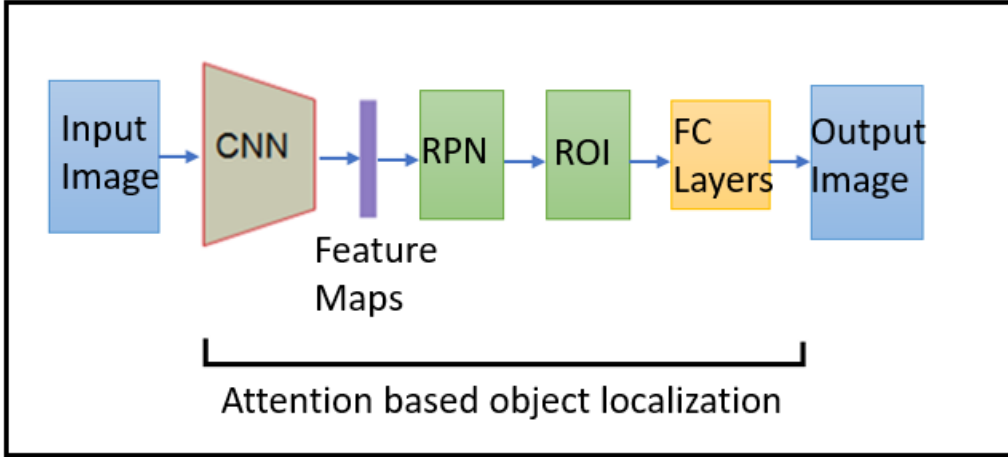 Input
Image
CNN
Feature
Maps
RPN
ROI
FC
Layers
Output
Image
Attention based object localization